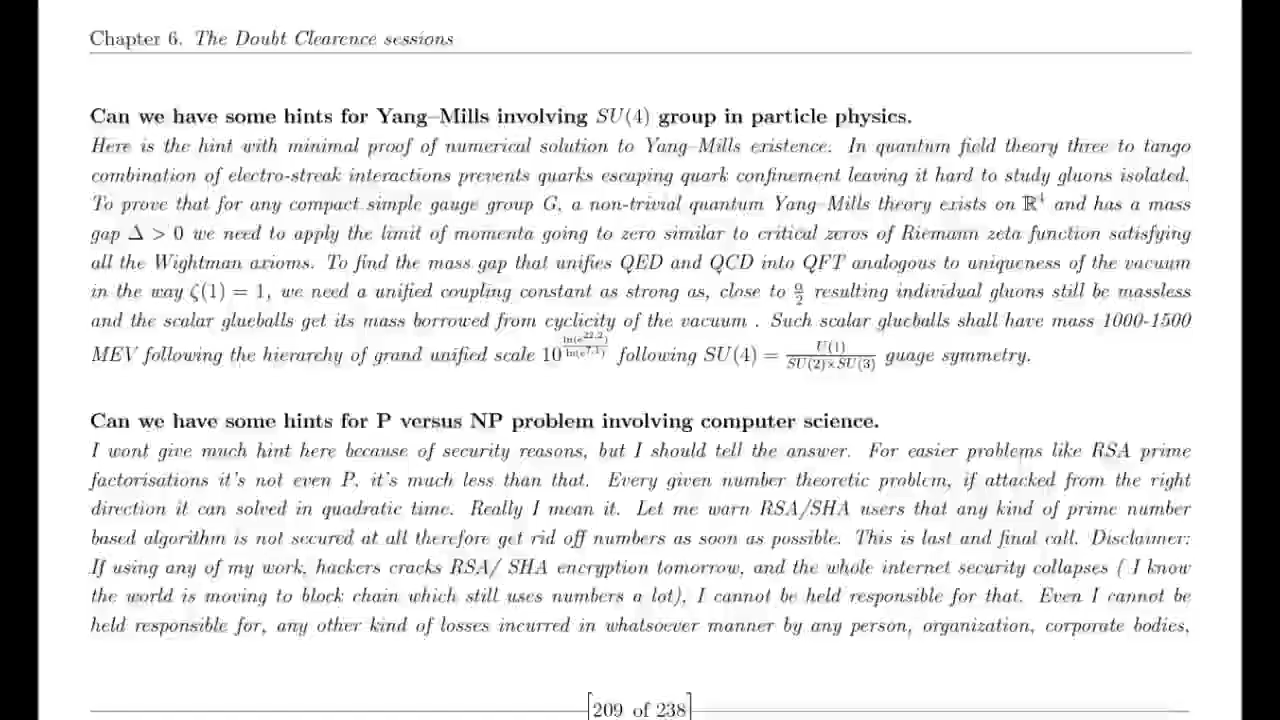 Chapter 6. The Doubt Clearence sessions
Can we have some hints for Yang–Mills involving SU(4) group in particle physics.
Here is the hint with minimal proof of numerical solution to Yang–Mills existence: In quantum field theory three to tango
combination of electro-streak interactions prevents quarks escaping quark confinement leaving it hard to study gluons isolated.
To prove that for any compact simple gauge group G, a non-trivial quantum Yang–Mills theory exists on ℝ⁴ and has a mass
gap Δ > 0 we need to apply the limit of momenta going to zero similar to critical zeros of Riemann zeta function satisfying
all the Wightman axioms. To find the mass gap that unifies QED and QCD into QFT analogous to uniqueness of the vacuum
in the way ζ(1) = 1, we need a unified coupling constant as strong as, close to α/2 resulting individual gluons still be massless
and the scalar glueballs get its mass borrowed from cyclicity of the vacuum . Such scalar glueballs shall have mass 1000-1500
MEV following the hierarchy of grand unified scale 10^(ln(e^22.2)/ln(e^7.1)) following SU(4) = U(1)/(SU(2)×SU(3)) guage symmetry.
Can we have some hints for P versus NP problem involving computer science.
I wont give much hint here because of security reasons, but I should tell the answer. For easier problems like RSA prime
factorisations it's not even P, it's much less than that. Every given number theoretic problem, if attacked from the right
direction it can solved in quadratic time. Really I mean it. Let me warn RSA/SHA users that any kind of prime number
based algorithm is not secured at all therefore get rid off numbers as soon as possible. This is last and final call. Disclaimer:
If using any of my work, hackers cracks RSA/ SHA encryption tomorrow, and the whole internet security collapses ( I know
the world is moving to block chain which still uses numbers a lot), I cannot be held responsible for that. Even I cannot be
held responsible for, any other kind of losses incurred in whatsoever manner by any person, organization, corporate bodies,
[209 of 238]